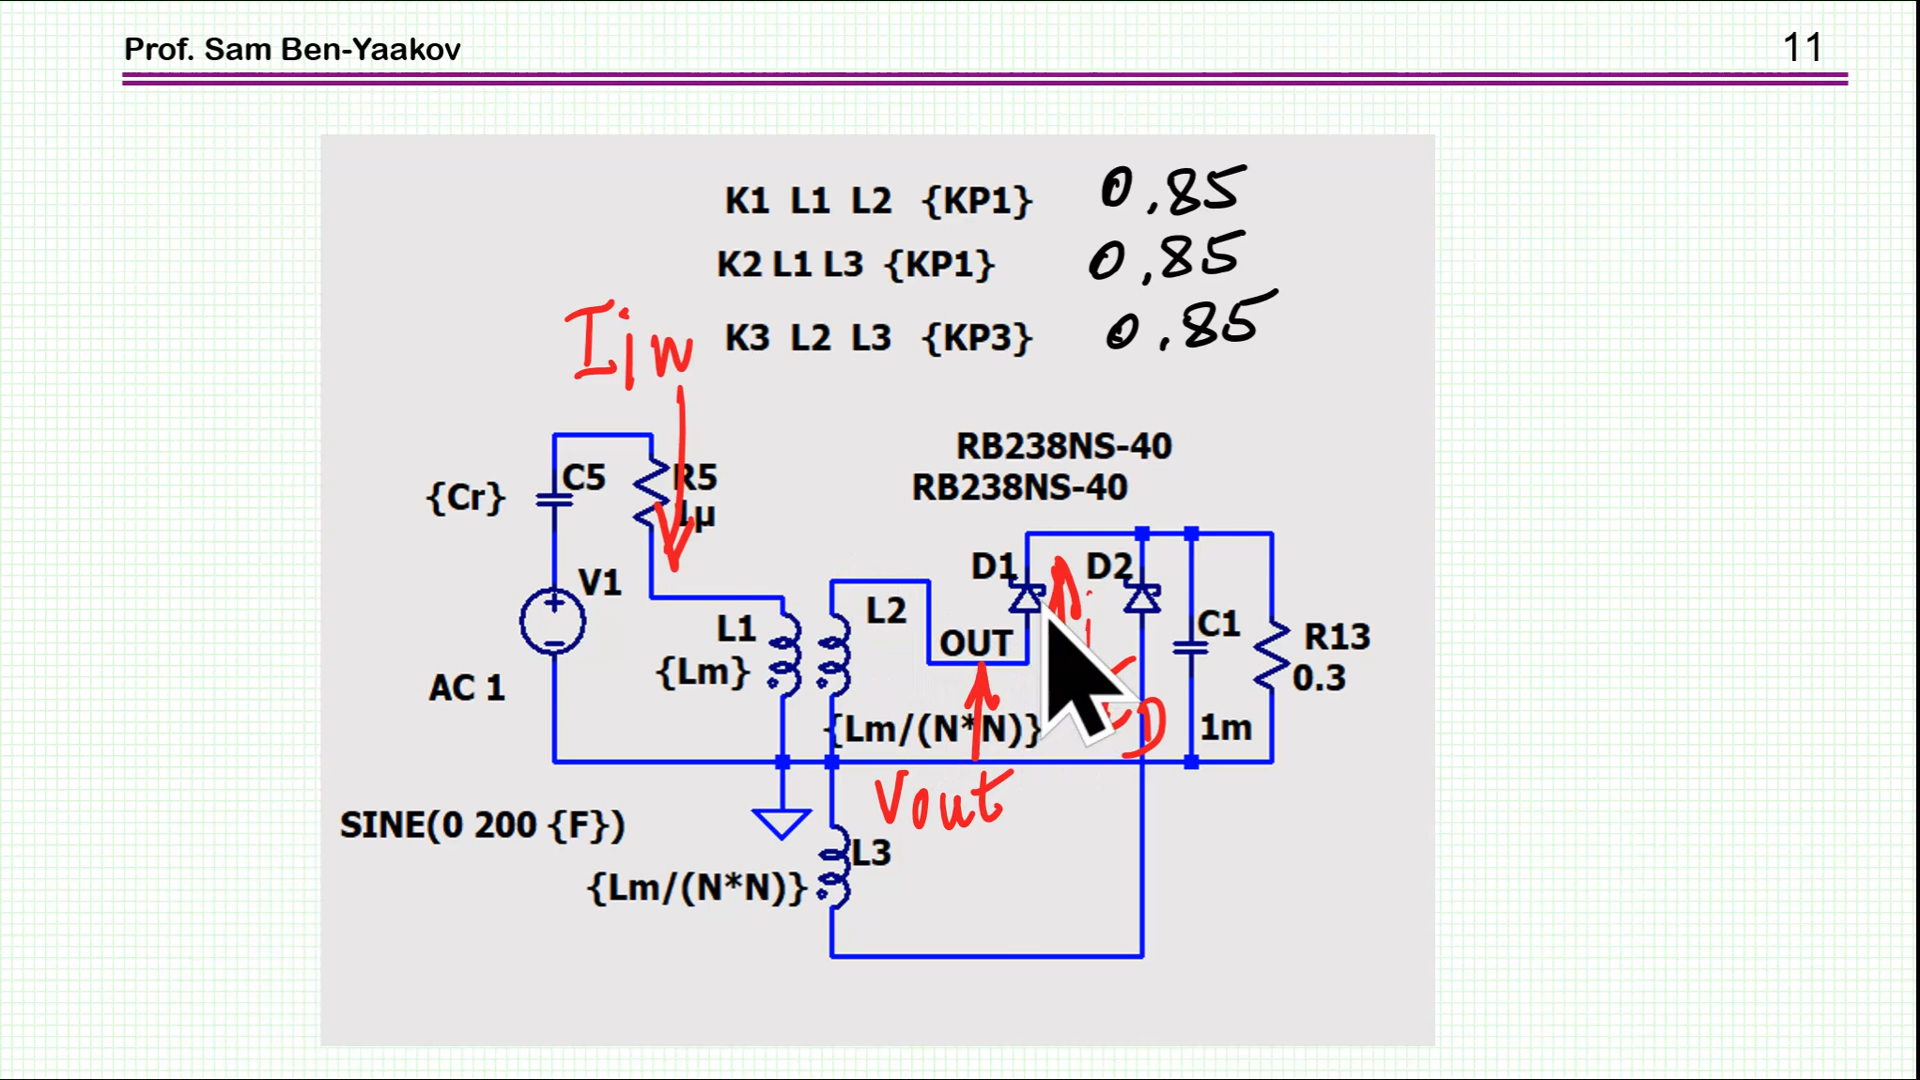 Prof. Sam Ben-Yaakov
11
K1 L1 L2 {KP1} 0.85
K2 L1 L3 {KP1} 0.85
K3 L2 L3 {KP3} 0.85
Iin
RB238NS-40
RB238NS-40
{Cr}
C5
R5
1µ
V1
AC 1
L1
{Lm}
L2
OUT
D1
D2
C1
1m
R13
0.3
{Lm/(N*N)}
Vout
SINE(0 200 {F})
L3
{Lm/(N*N)}